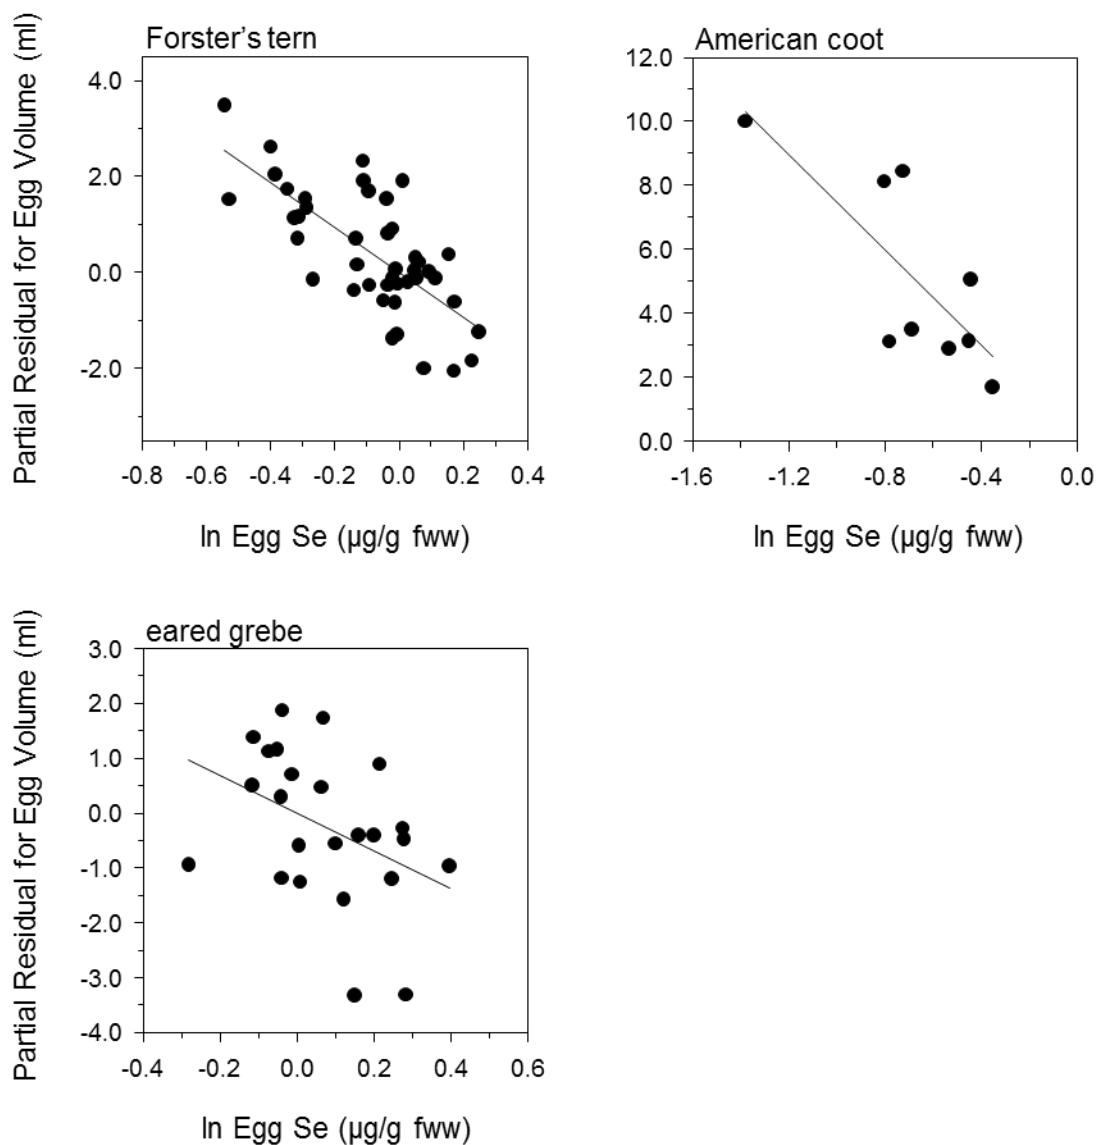 Forster's tern
Partial Residual for Egg Volume (ml)
4.0
2.0
0.0
-2.0
-0.8 -0.6 -0.4 -0.2 0.0 0.2 0.4
ln Egg Se (µg/g fww)
American coot
12.0
10.0
8.0
6.0
4.0
2.0
0.0
-1.6 -1.2 -0.8 -0.4 0.0
ln Egg Se (µg/g fww)
eared grebe
Partial Residual for Egg Volume (ml)
3.0
2.0
1.0
0.0
-1.0
-2.0
-3.0
-4.0
-0.4 -0.2 0.0 0.2 0.4 0.6
ln Egg Se (µg/g fww)